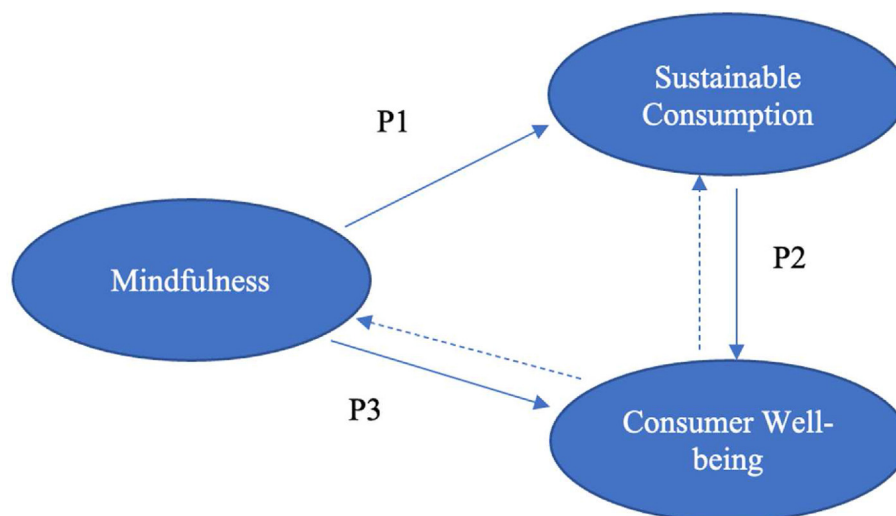 Sustainable
Consumption
P1
Mindfulness
P2
P3
Consumer Well-
being